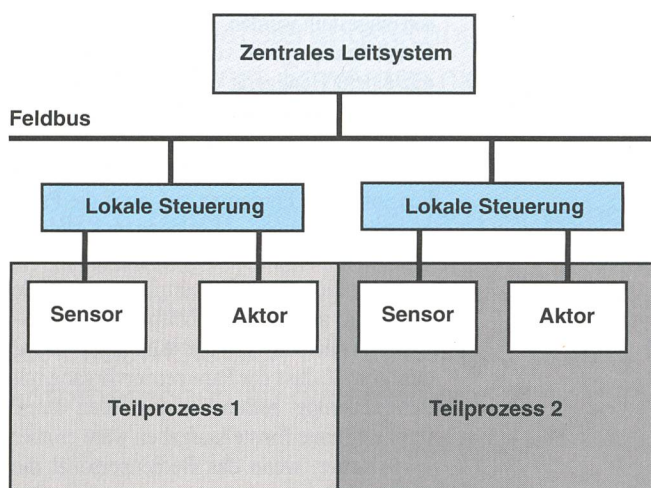 Zentrales Leitsystem
Feldbus
Lokale Steuerung
Lokale Steuerung
Sensor
Aktor
Sensor
Aktor
Teilprozess 1
Teilprozess 2